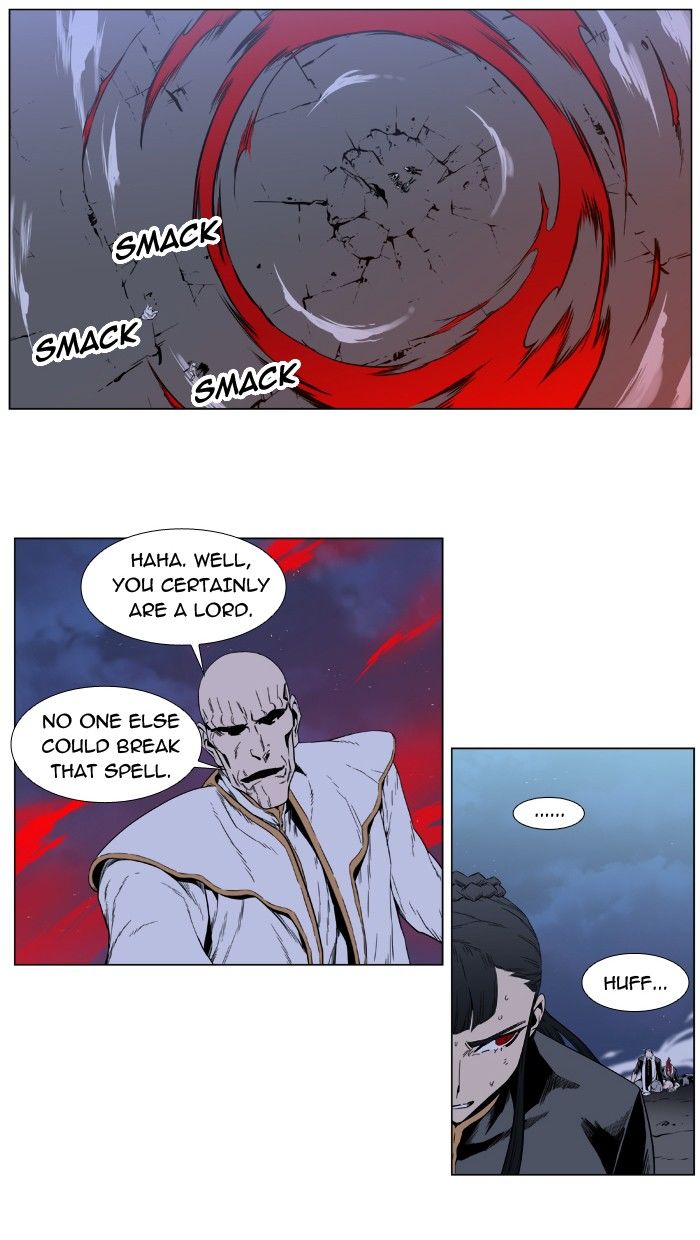 SMACK
SMACK
SMACK
HAHA. WELL,
YOU CERTAINLY
ARE A LORD.
NO ONE ELSE
COULD BREAK
THAT SPELL.
......
HUFF...